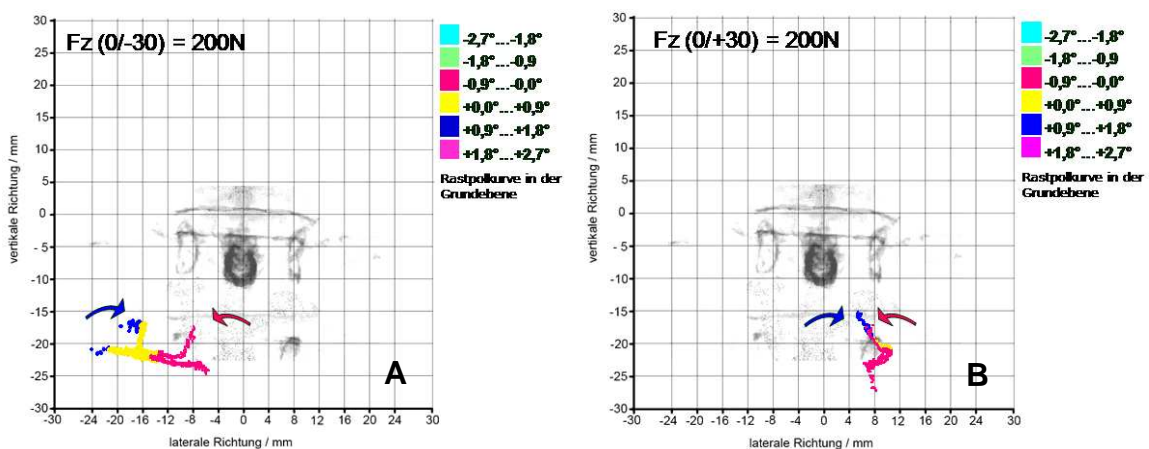 Fz (0/-30) = 200N
-2,7°...-1,8°
-1,8°...-0,9
-0,9°...-0,0°
+0,0°...+0,9°
+0,9°...+1,8°
+1,8°...+2,7°
Rastpolkurve in der
Grundebene
vertikale Richtung / mm
30
25
20
15
10
5
0
-5
-10
-15
-20
-25
-30
-30 -24 -20 -16 -12 -8 -4 0 4 8 12 16 20 24 30
laterale Richtung / mm
A
Fz (0/+30) = 200N
-2,7°...-1,8°
-1,8°...-0,9
-0,9°...-0,0°
+0,0°...+0,9°
+0,9°...+1,8°
+1,8°...+2,7°
Rastpolkurve in der
Grundebene
vertikale Richtung / mm
30
25
20
15
10
5
0
-5
-10
-15
-20
-25
-30
-30 -24 -20 -16 -12 -8 -4 0 4 8 12 16 20 24 30
laterale Richtung / mm
B